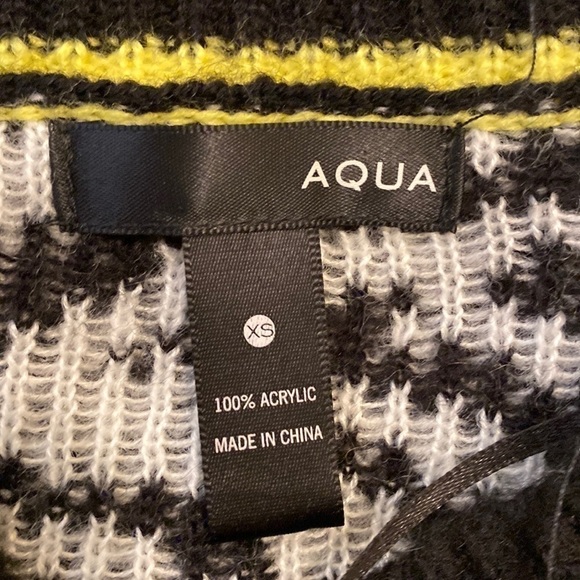 AQUA
XS
100% ACRYLIC
MADE IN CHINA